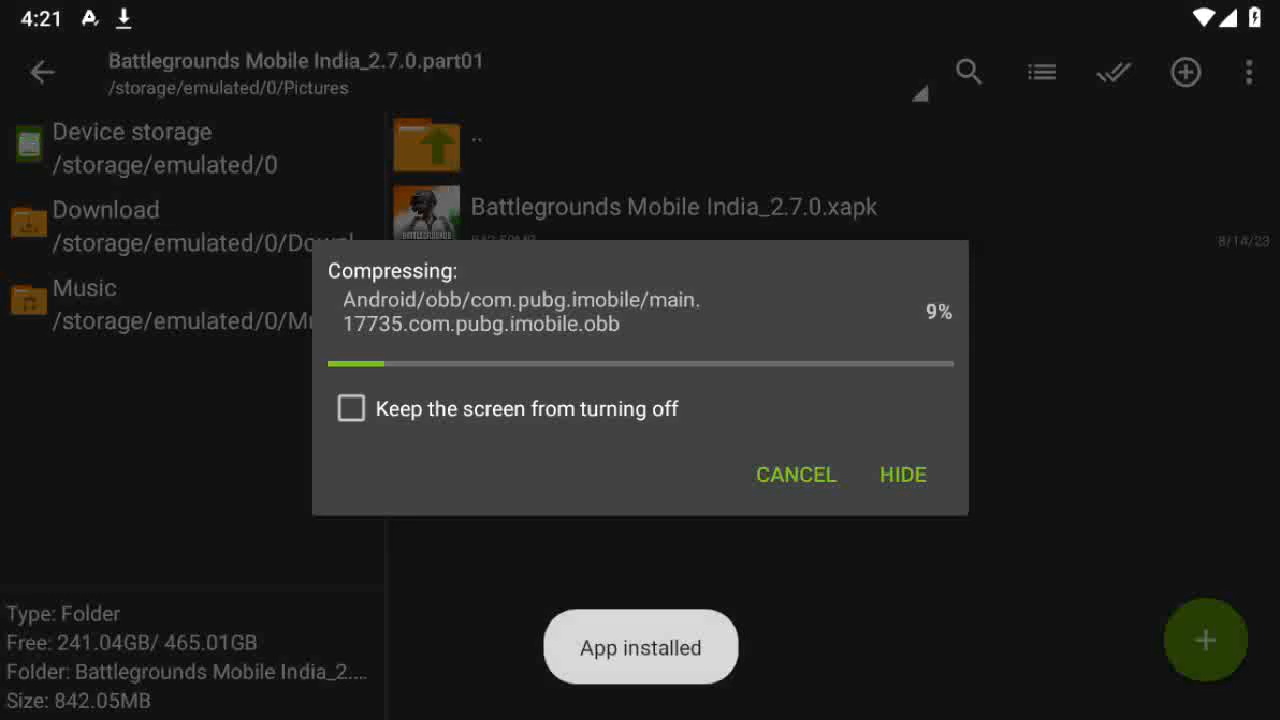 4:21
Battlegrounds Mobile India_2.7.0.part01
/storage/emulated/0/Pictures
Device storage
/storage/emulated/0
..
Battlegrounds Mobile India_2.7.0.xapk
8/14/23
Download
/storage/emulated/0/Downl
Music
/storage/emulated/0/Mu
Compressing:
Android/obb/com.pubg.imobile/main.
17735.com.pubg.imobile.obb
9%
Keep the screen from turning off
CANCEL
HIDE
App installed
Type: Folder
Free: 241.04GB/ 465.01GB
Folder: Battlegrounds Mobile India_2....
Size: 842.05MB